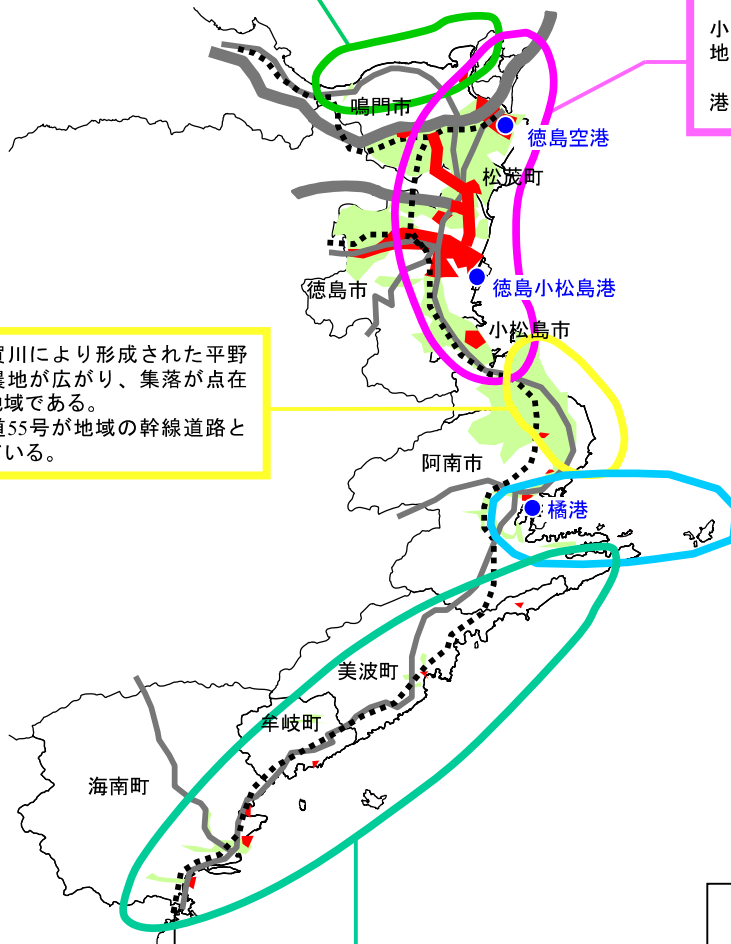 小
地
港
鳴門市
徳島空港
松茂町
徳島市
徳島小松島港
小松島市
川により形成された平野
地が広がり、集落が点在
域である。
道55号が地域の幹線道路と
いる。
阿南市
橘港
美波町
牟岐町
海南町